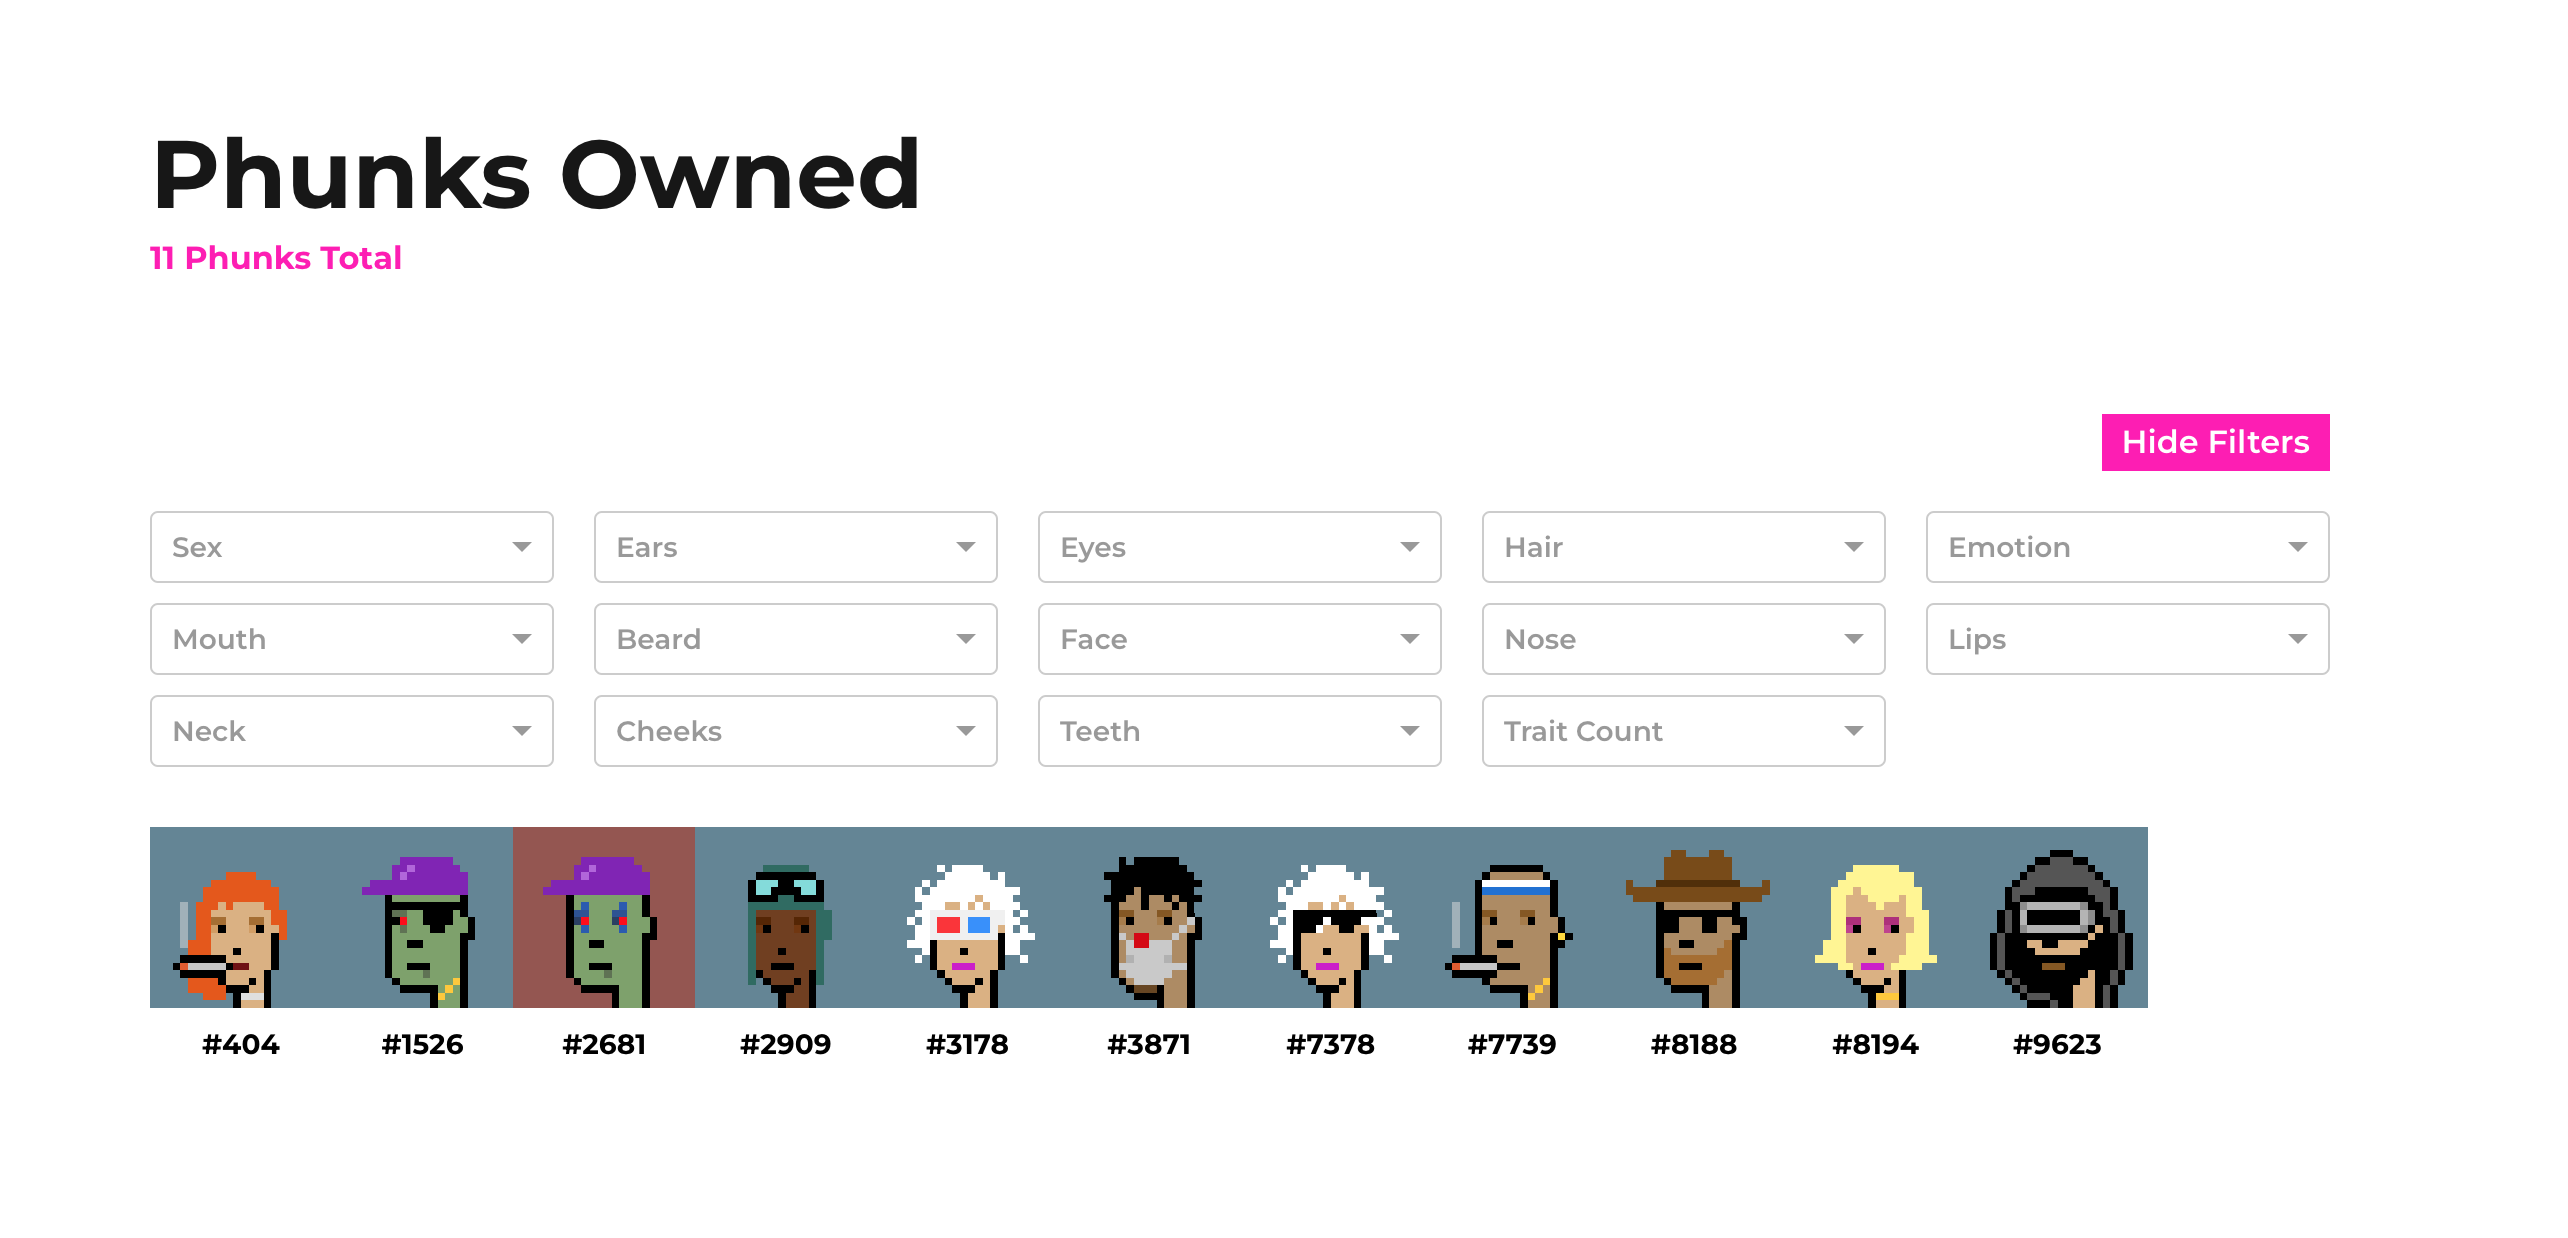 Phunks Owned
11 Phunks Total
Hide Filters
Sex Ears Eyes Hair Emotion
Mouth Beard Face Nose Lips
Neck Cheeks Teeth Trait Count
#404 #1526 #2681 #2909 #3178 #3871 #7378 #7739 #8188 #8194 #9623